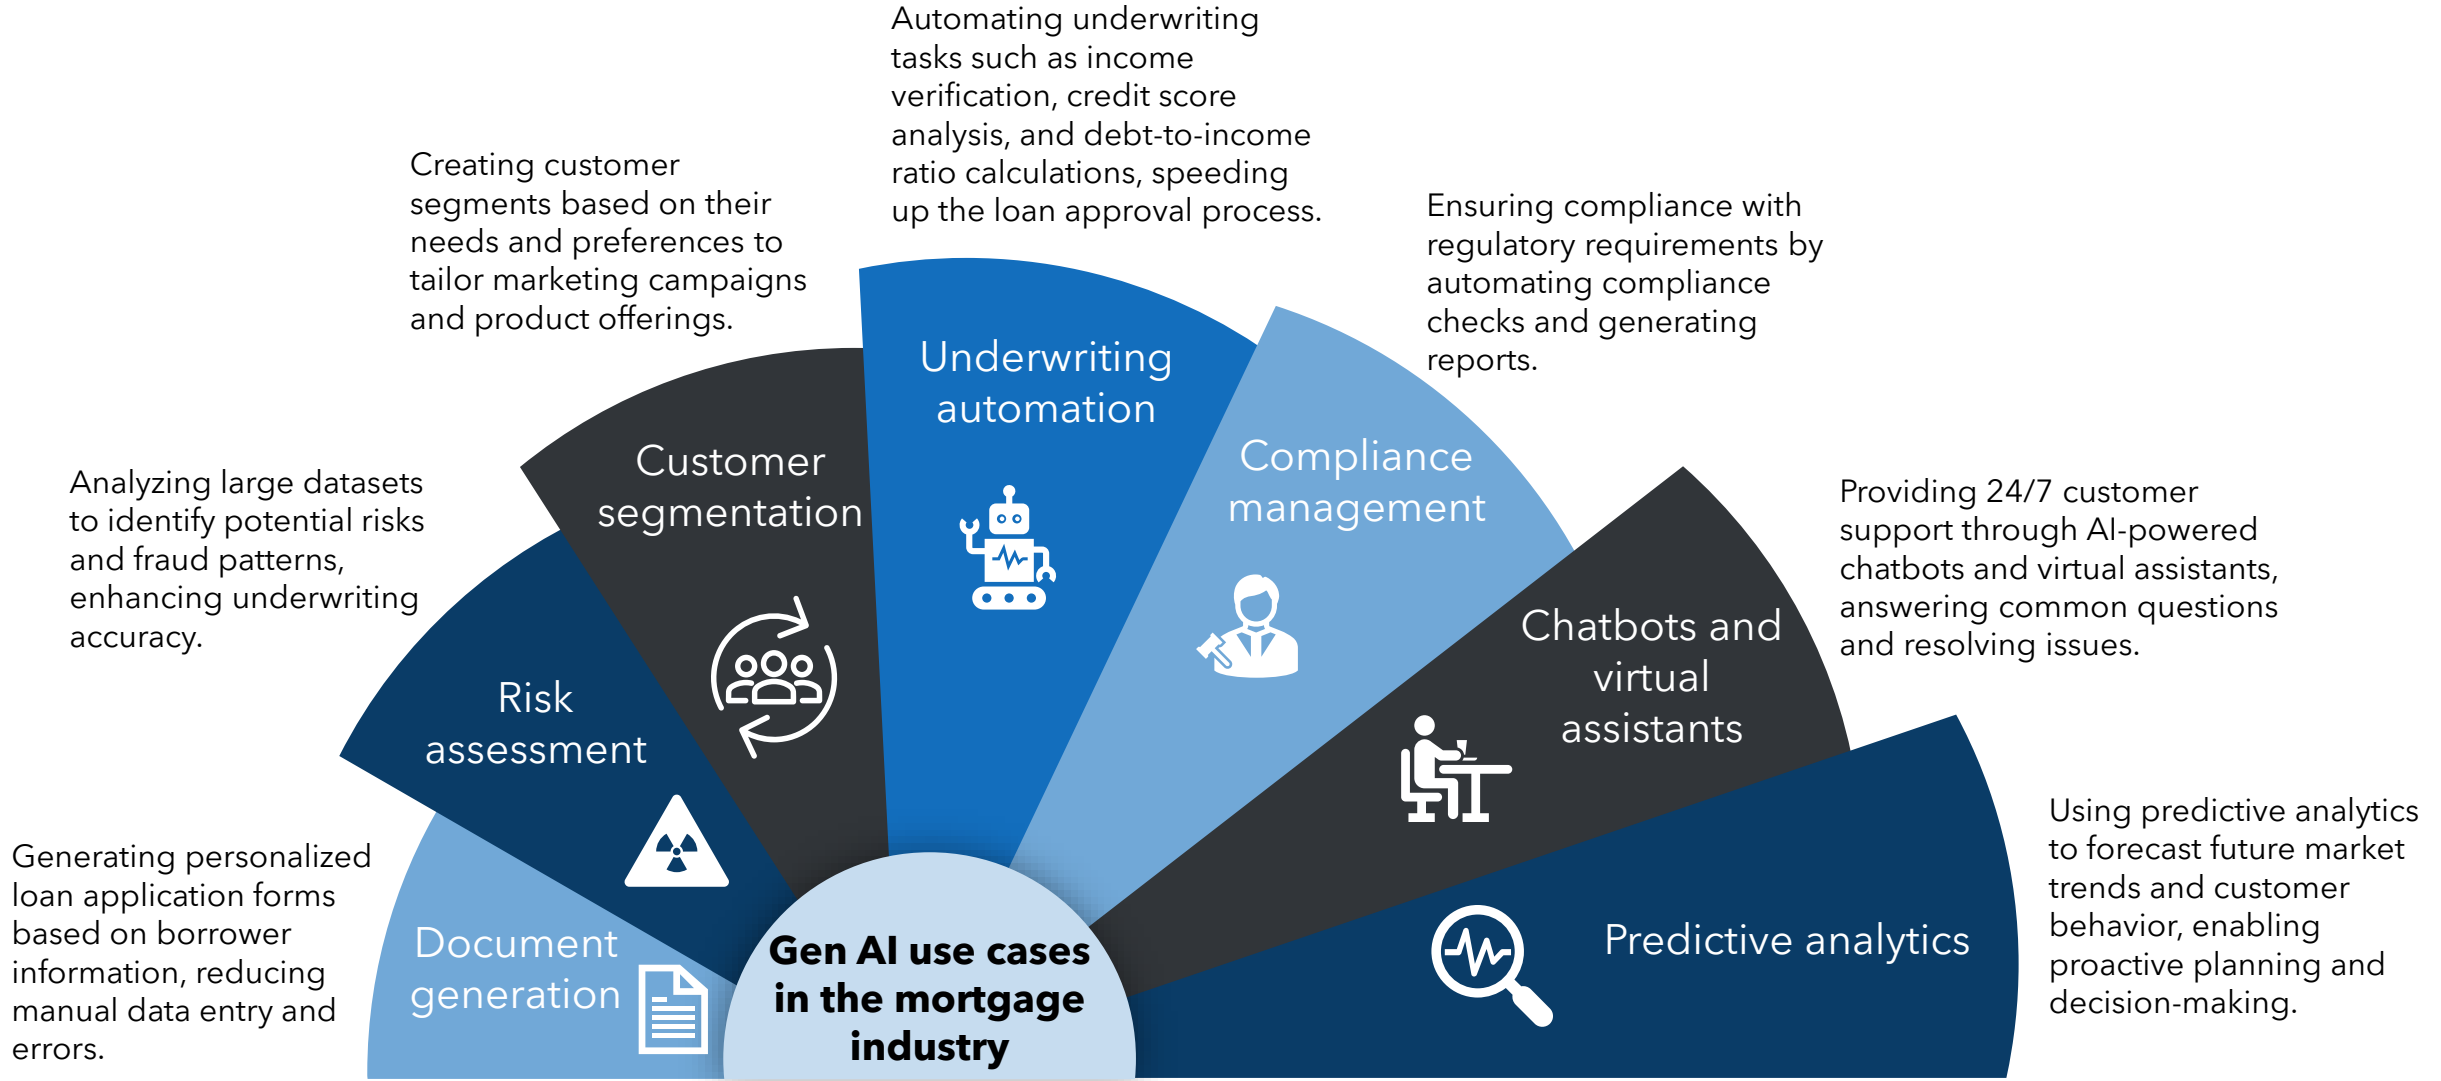 Automating underwriting
tasks such as income
verification, credit score
analysis, and debt-to-income
ratio calculations, speeding
up the loan approval process.
Creating customer
segments based on their
needs and preferences to
tailor marketing campaigns
and product offerings.
Ensuring compliance with
regulatory requirements by
automating compliance
checks and generating
reports.
Underwriting
automation
Customer
segmentation
Compliance
management
Analyzing large datasets
to identify potential risks
and fraud patterns,
enhancing underwriting
accuracy.
Providing 24/7 customer
support through AI-powered
chatbots and virtual assistants,
answering common questions
and resolving issues.
Risk
assessment
Chatbots and
virtual
assistants
Generating personalized
loan application forms
based on borrower
information, reducing
manual data entry and
errors.
Document
generation
Gen AI use cases
in the mortgage
industry
Predictive analytics
Using predictive analytics
to forecast future market
trends and customer
behavior, enabling
proactive planning and
decision-making.